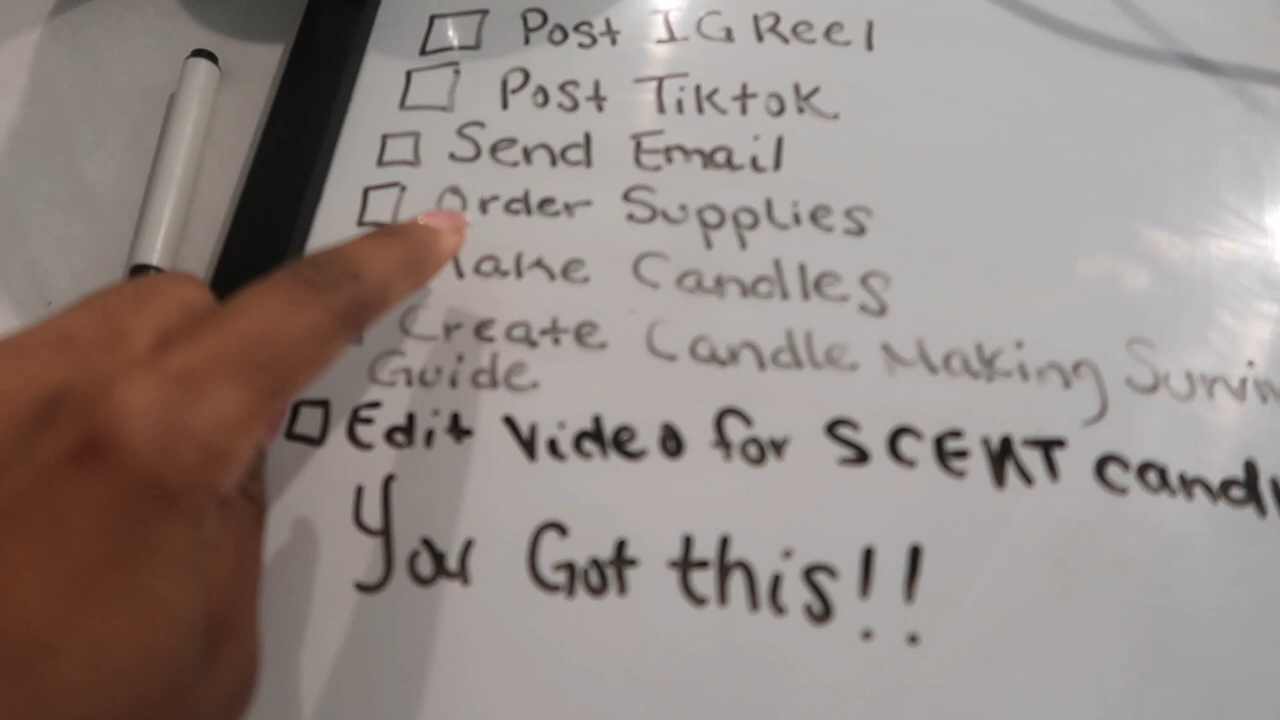 Post IG Reel
Post Tiktok
Send Email
Order Supplies
Make Candles
Create Candle Making
Guide
Edit Video for SCENT
You Got this!!